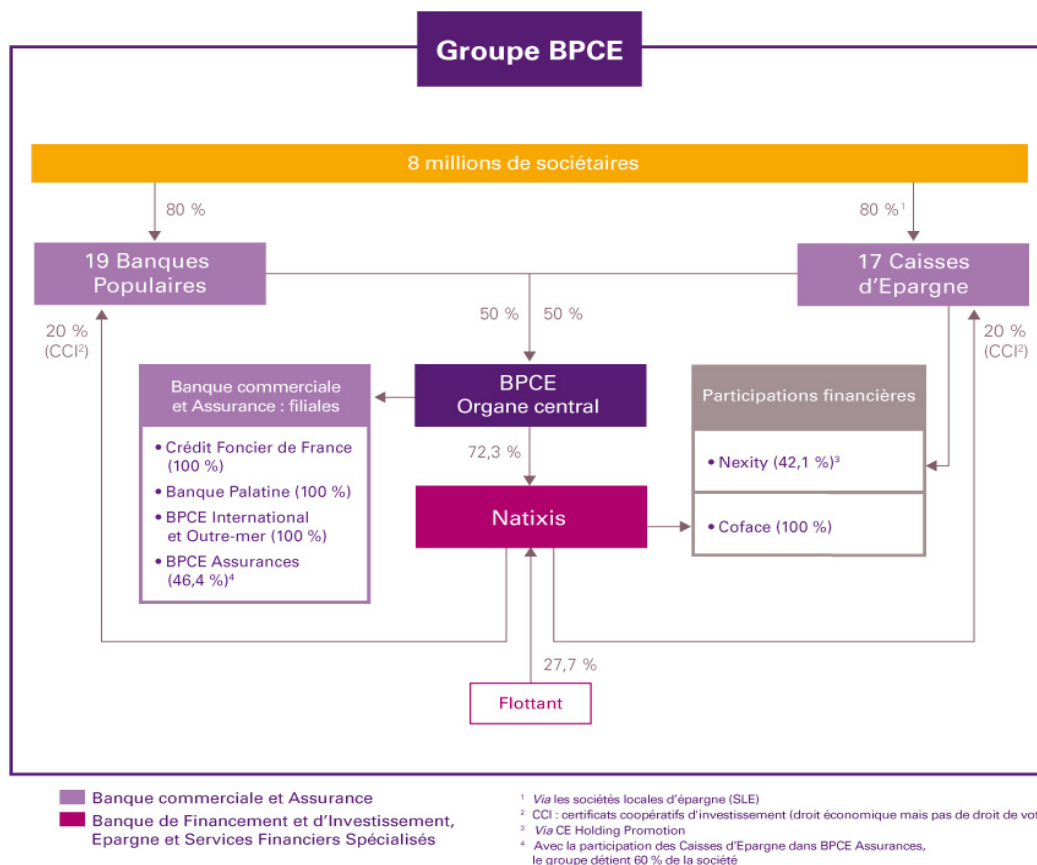 Groupe BPCE
8 millions de sociétaires
80 %
80 %¹
19 Banques
Populaires
17 Caisses
d'Epargne
50 %
50 %
20 %
(CCI²)
20 %
(CCI²)
Banque commerciale
et Assurance : filiales
• Crédit Foncier de France
(100 %)
• Banque Palatine (100 %)
• BPCE International
et Outre-mer (100 %)
• BPCE Assurances
(46,4 %)⁴
BPCE
Organe central
72,3 %
Natixis
Participations financières
• Nexity (42,1 %)³
• Coface (100 %)
27,7 %
Flottant
Banque commerciale et Assurance
Banque de Financement et d'Investissement,
Epargne et Services Financiers Spécialisés
¹ Via les sociétés locales d'épargne (SLE)
² CCI : certificats coopératifs d'investissement (droit économique mais pas de droit de vot
³ Via CE Holding Promotion
⁴ Avec la participation des Caisses d'Epargne dans BPCE Assurances,
le groupe détient 60 % de la société